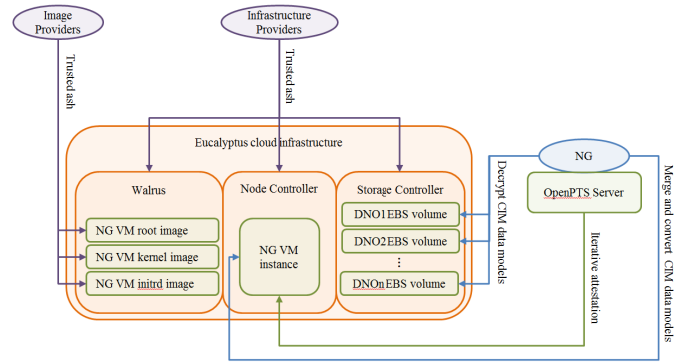 Image
Providers
Infrastructure
Providers
Trusted ash
Trusted ash
Eucalyptus cloud infrastructure
Walrus
Node Controller
Storage Controller
NG VM root image
NG VM kernel image
NG VM initrd image
NG VM
instance
DNO1EBS volume
DNO2EBS volume
⋮
DNOnEBS volume
Decrypt CIM data models
NG
OpenPTS Server
Iterative attestation
Merge and convert CIM data models